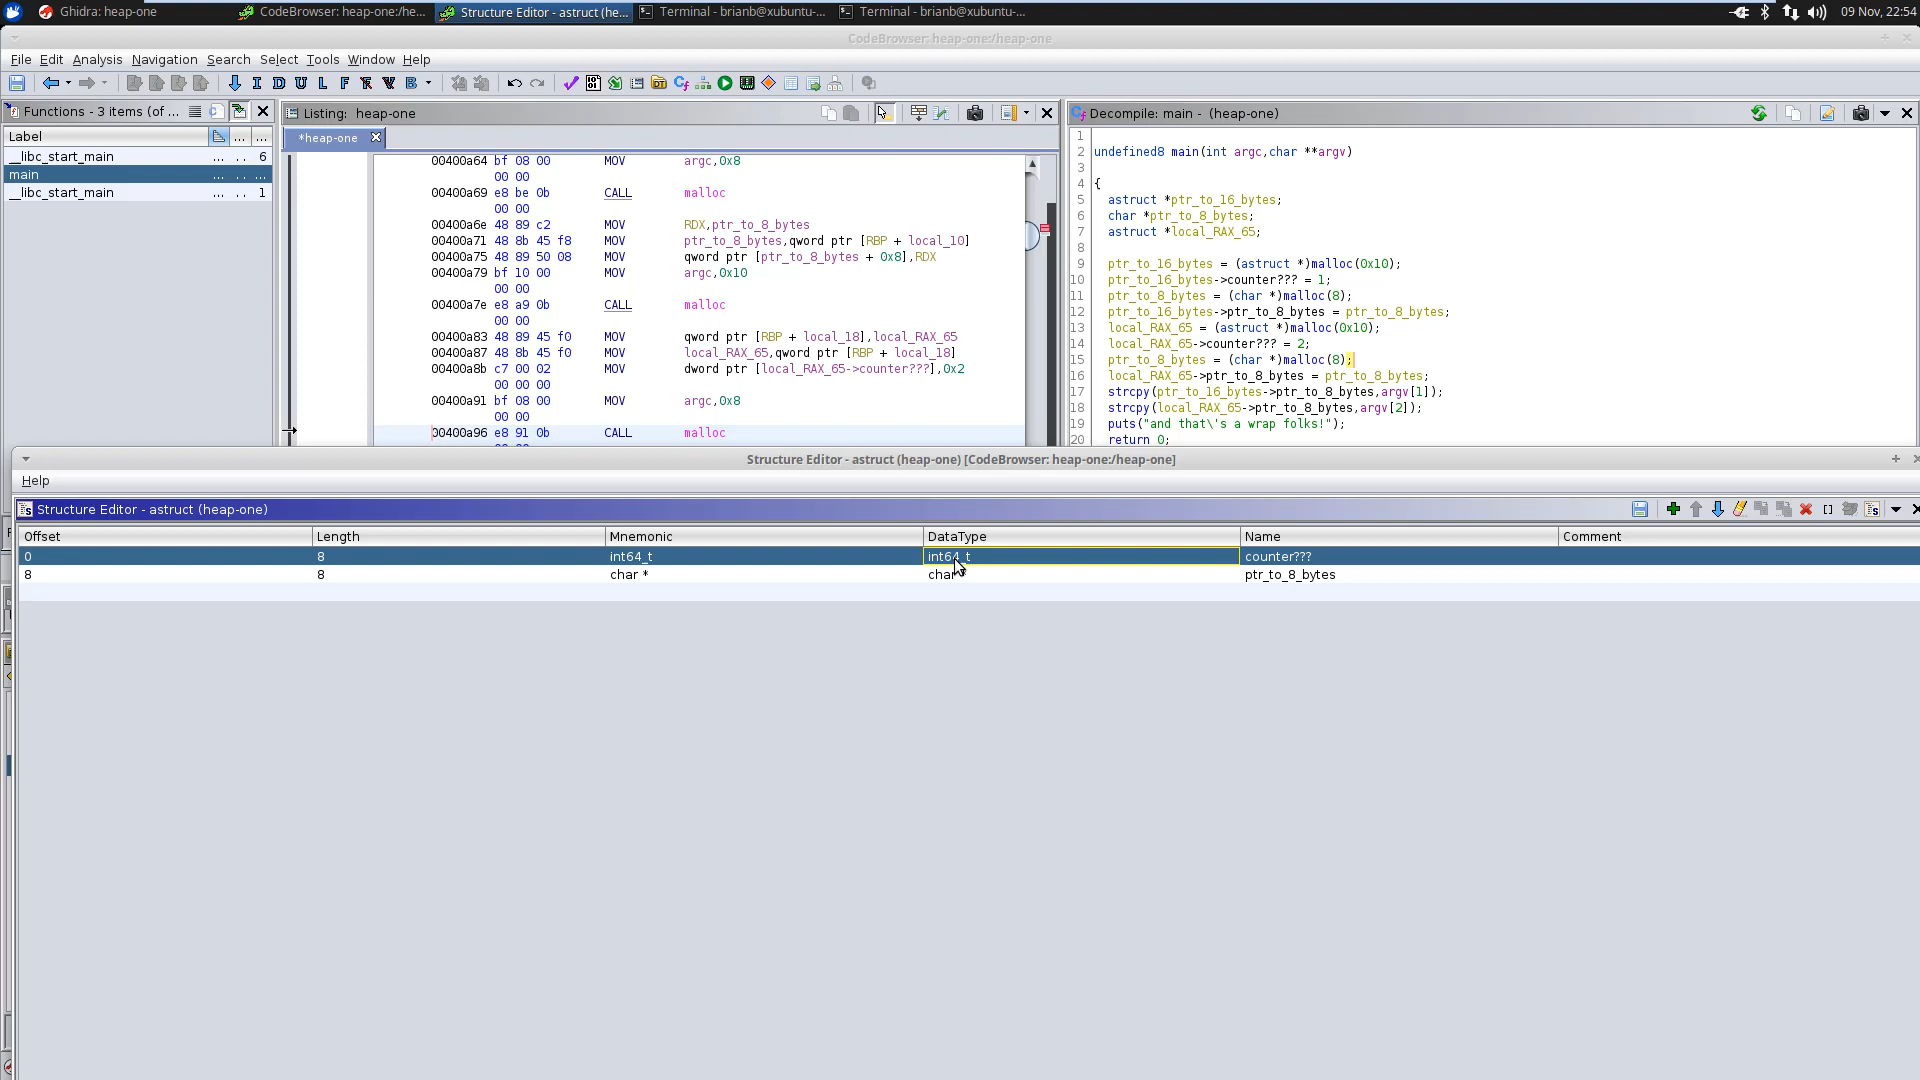 Ghidra: heap-one
CodeBrowser: heap-one:/he...
Structure Editor - astruct (he...
Terminal - brianb@xubuntu-...
Terminal - brianb@xubuntu-...
09 Nov, 22:54
CodeBrowser: heap-one:/heap-one
File Edit Analysis Navigation Search Select Tools Window Help
I D U L F B
Functions - 3 items (of ...
Label ... ...
__libc_start_main ... .. 6
main ... .. ...
__libc_start_main ... .. 1
Listing: heap-one
*heap-one
00400a64 bf 08 00 MOV argc,0x8
00 00
00400a69 e8 be 0b CALL malloc
00 00
00400a6e 48 89 c2 MOV RDX,ptr_to_8_bytes
00400a71 48 8b 45 f8 MOV ptr_to_8_bytes,qword ptr [RBP + local_10]
00400a75 48 89 50 08 MOV qword ptr [ptr_to_8_bytes + 0x8],RDX
00400a79 bf 10 00 MOV argc,0x10
00 00
00400a7e e8 a9 0b CALL malloc
00 00
00400a83 48 89 45 f0 MOV qword ptr [RBP + local_18],local_RAX_65
00400a87 48 8b 45 f0 MOV local_RAX_65,qword ptr [RBP + local_18]
00400a8b c7 00 02 MOV dword ptr [local_RAX_65->counter???],0x2
00 00 00
00400a91 bf 08 00 MOV argc,0x8
00 00
00400a96 e8 91 0b CALL malloc
Decompile: main - (heap-one)
1
2 undefined8 main(int argc,char **argv)
3
4 {
5 astruct *ptr_to_16_bytes;
6 char *ptr_to_8_bytes;
7 astruct *local_RAX_65;
8
9 ptr_to_16_bytes = (astruct *)malloc(0x10);
10 ptr_to_16_bytes->counter??? = 1;
11 ptr_to_8_bytes = (char *)malloc(8);
12 ptr_to_16_bytes->ptr_to_8_bytes = ptr_to_8_bytes;
13 local_RAX_65 = (astruct *)malloc(0x10);
14 local_RAX_65->counter??? = 2;
15 ptr_to_8_bytes = (char *)malloc(8);
16 local_RAX_65->ptr_to_8_bytes = ptr_to_8_bytes;
17 strcpy(ptr_to_16_bytes->ptr_to_8_bytes,argv[1]);
18 strcpy(local_RAX_65->ptr_to_8_bytes,argv[2]);
19 puts("and that\'s a wrap folks!");
20 return 0;
Structure Editor - astruct (heap-one) [CodeBrowser: heap-one:/heap-one]
Help
Structure Editor - astruct (heap-one)
Offset Length Mnemonic DataType Name Comment
0 8 int64_t int64_t counter???
8 8 char * char ptr_to_8_bytes